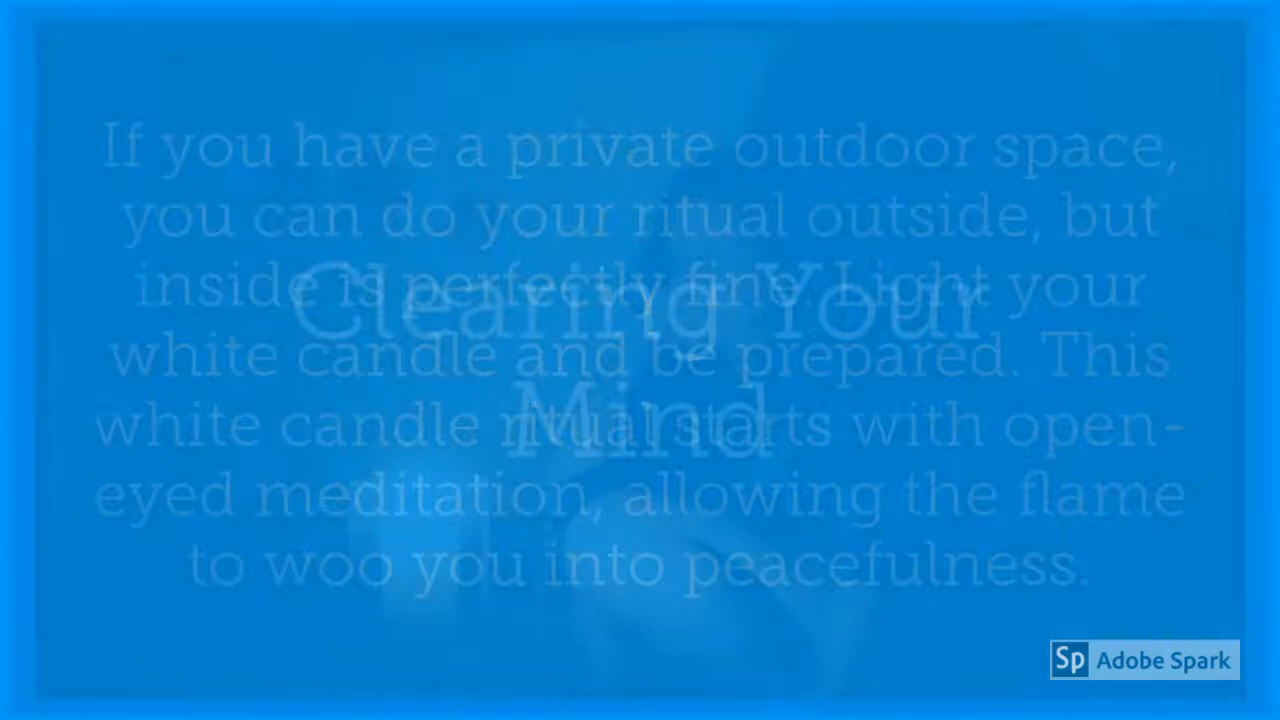 If you have a private outdoor space,
you can do your ritual outside, but
inside is perfectly fine. Light your
white candle and be prepared. This
white candle ritual starts with open-
eyed meditation, allowing the flame
to woo you into peacefulness.
Clearing Your
Mind
Sp Adobe Spark